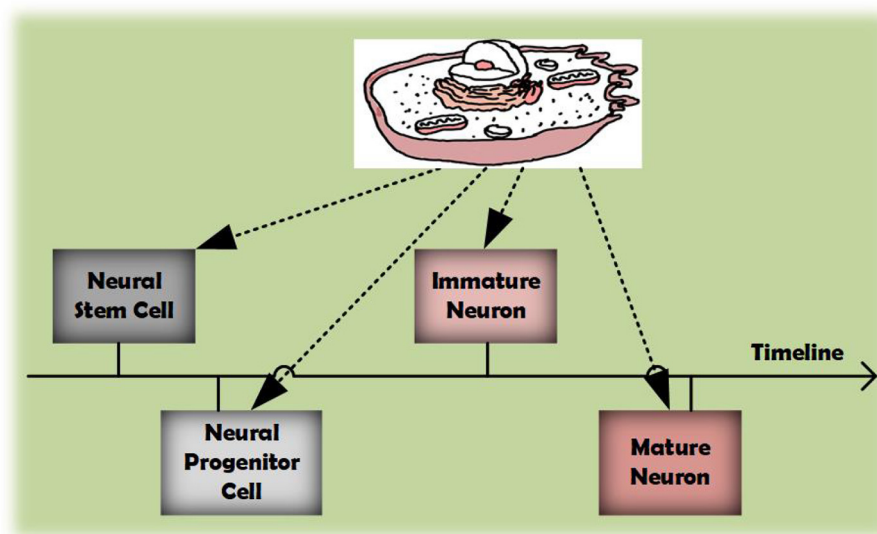 Neural
Stem Cell
Immature
Neuron
Timeline
Neural
Progenitor
Cell
Mature
Neuron